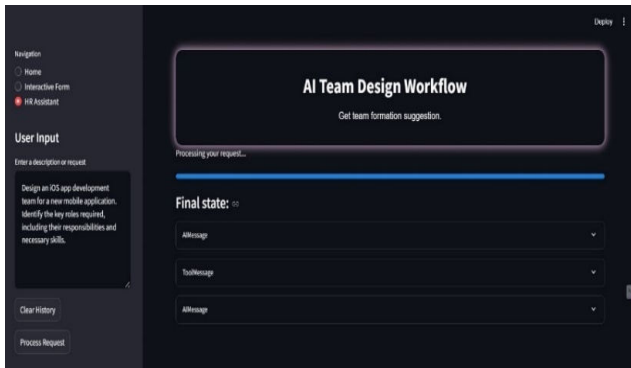 Deploy
Navigation
Home
Interactive Form
HR Assistant
User Input
Enter a description or request
Design an iOS app development
team for a new mobile application.
Identify the key roles required,
including their responsibilities and
necessary skills.
Clear History
Process Request
AI Team Design Workflow
Get team formation suggestion.
Processing your request...
Final state:
AIMessage
ToolMessage
AIMessage